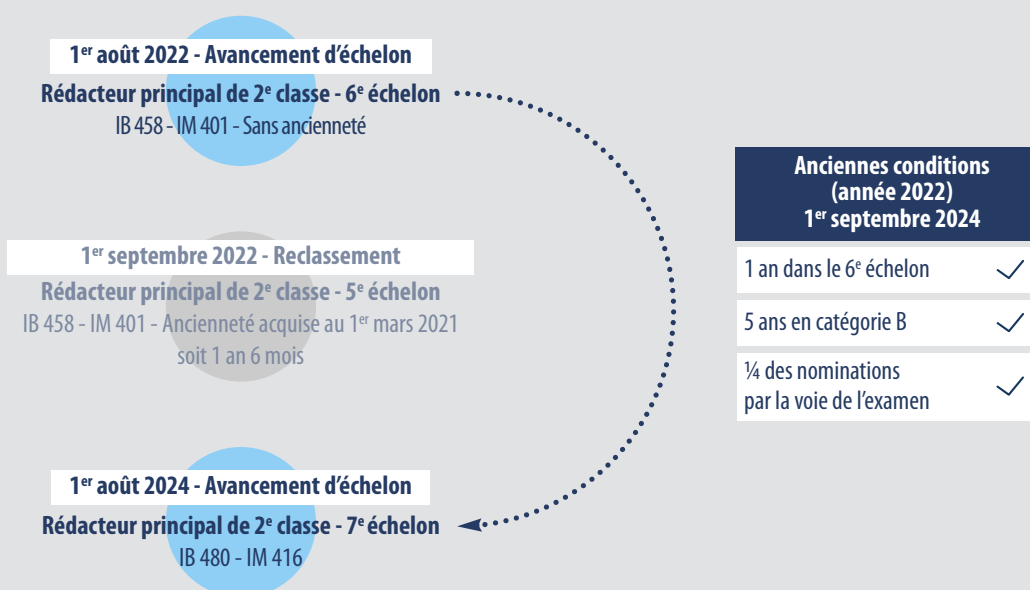 1er août 2022 - Avancement d’échelon
Rédacteur principal de 2e classe - 6e échelon
IB 458 - IM 401 - Sans ancienneté
1er septembre 2022 - Reclassement
Rédacteur principal de 2e classe - 5e échelon
IB 458 - IM 401 - Ancienneté acquise au 1er mars 2021
soit 1 an 6 mois
1er août 2024 - Avancement d’échelon
Rédacteur principal de 2e classe - 7e échelon
IB 480 - IM 416
Anciennes conditions
(année 2022)
1er septembre 2024
1 an dans le 6e échelon
5 ans en catégorie B
¼ des nominations
par la voie de l’examen